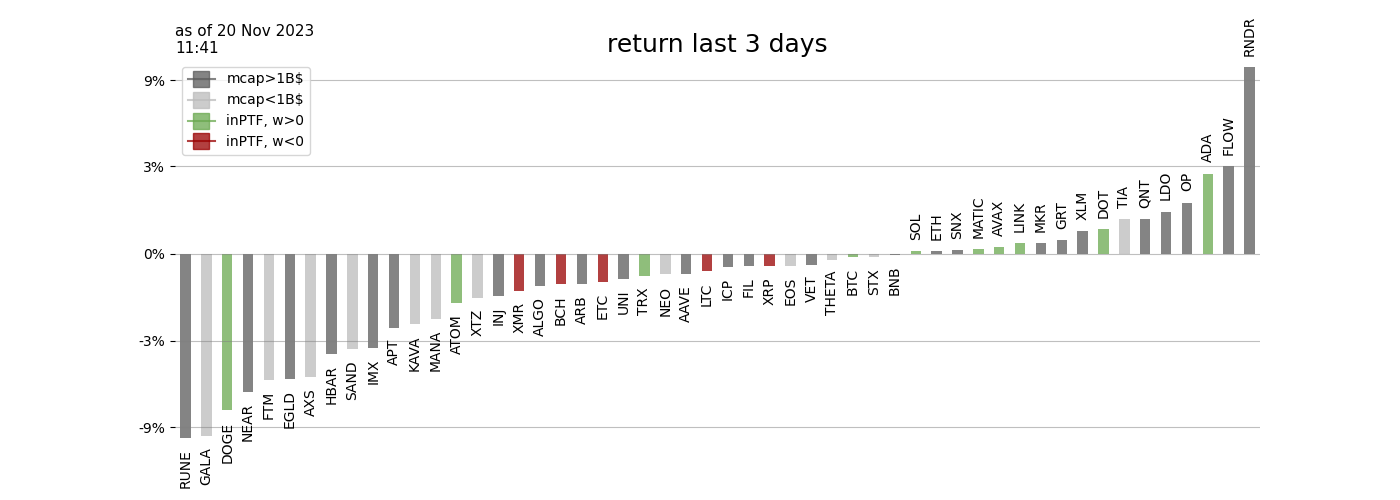 as of 20 Nov 2023
11:41
return last 3 days
mcap>1B$
mcap<1B$
inPTF, w>0
inPTF, w<0
9%
3%
0%
-3%
-9%
RUNE
GALA
DOGE
NEAR
FTM
EGLD
AXS
HBAR
SAND
IMX
APT
KAVA
MANA
ATOM
XTZ
INJ
XMR
ALGO
BCH
ARB
ETC
UNI
TRX
NEO
AAVE
LTC
ICP
FIL
XRP
EOS
VET
THETA
BTC
STX
BNB
SOL
ETH
SNX
MATIC
AVAX
LINK
MKR
GRT
XLM
DOT
TIA
QNT
LDO
OP
ADA
FLOW
RNDR